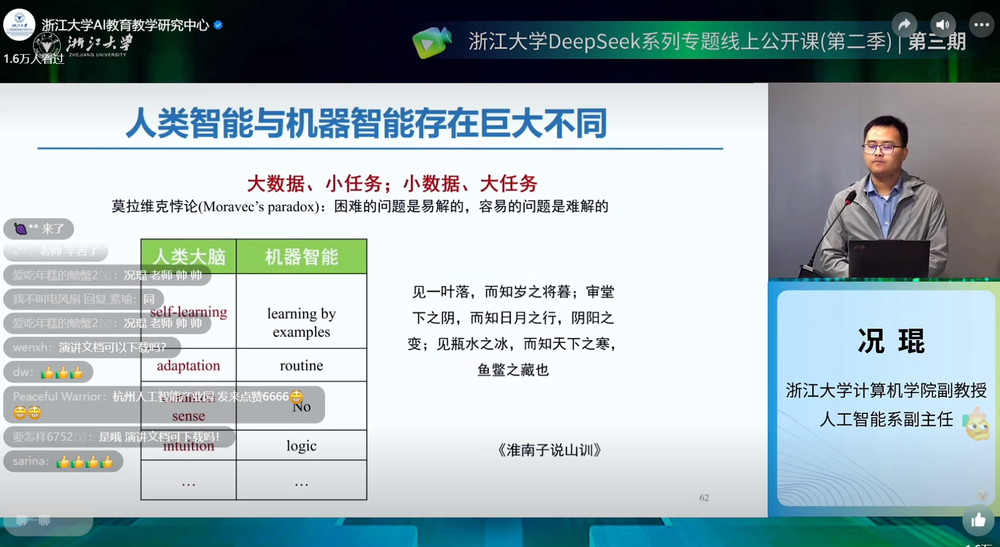 浙江大学AI教育教学研究中心
浙江大学
ZHEJIANG UNIVERSITY
1.6万人看过
浙江大学DeepSeek系列专题线上公开课(第二季) | 第三期
人类智能与机器智能存在巨大不同
大数据、小任务；小数据、大任务
莫拉维克悖论(Moravec’s paradox)：困难的问题是易解的，容易的问题是难解的
人类大脑 机器智能
self-learning learning by
examples
adaptation routine
common
sense No
intuition logic
… …
见一叶落，而知岁之将暮；审堂
下之阴，而知日月之行，阴阳之
变；见瓶水之冰，而知天下之寒，
鱼鳖之藏也
《淮南子说山训》
62
** 来了
老师 辛苦了
爱吃年糕的螃蟹2：况琨 老师 帅 帅
我不叫电风扇 回复 素瑜：同
爱吃年糕的螃蟹2：况琨 老师 帅 帅
wenxh：演讲文档可以下载吗？
dw：👍👍👍
Peaceful Warrior：杭州人工智能产业园 发来点赞6666😁
😁😁
要怎样6752：是哦 演讲文档可下载吗！
sarina：👍👍👍👍
聊一聊
况 琨
浙江大学计算机学院副教授
人工智能系副主任